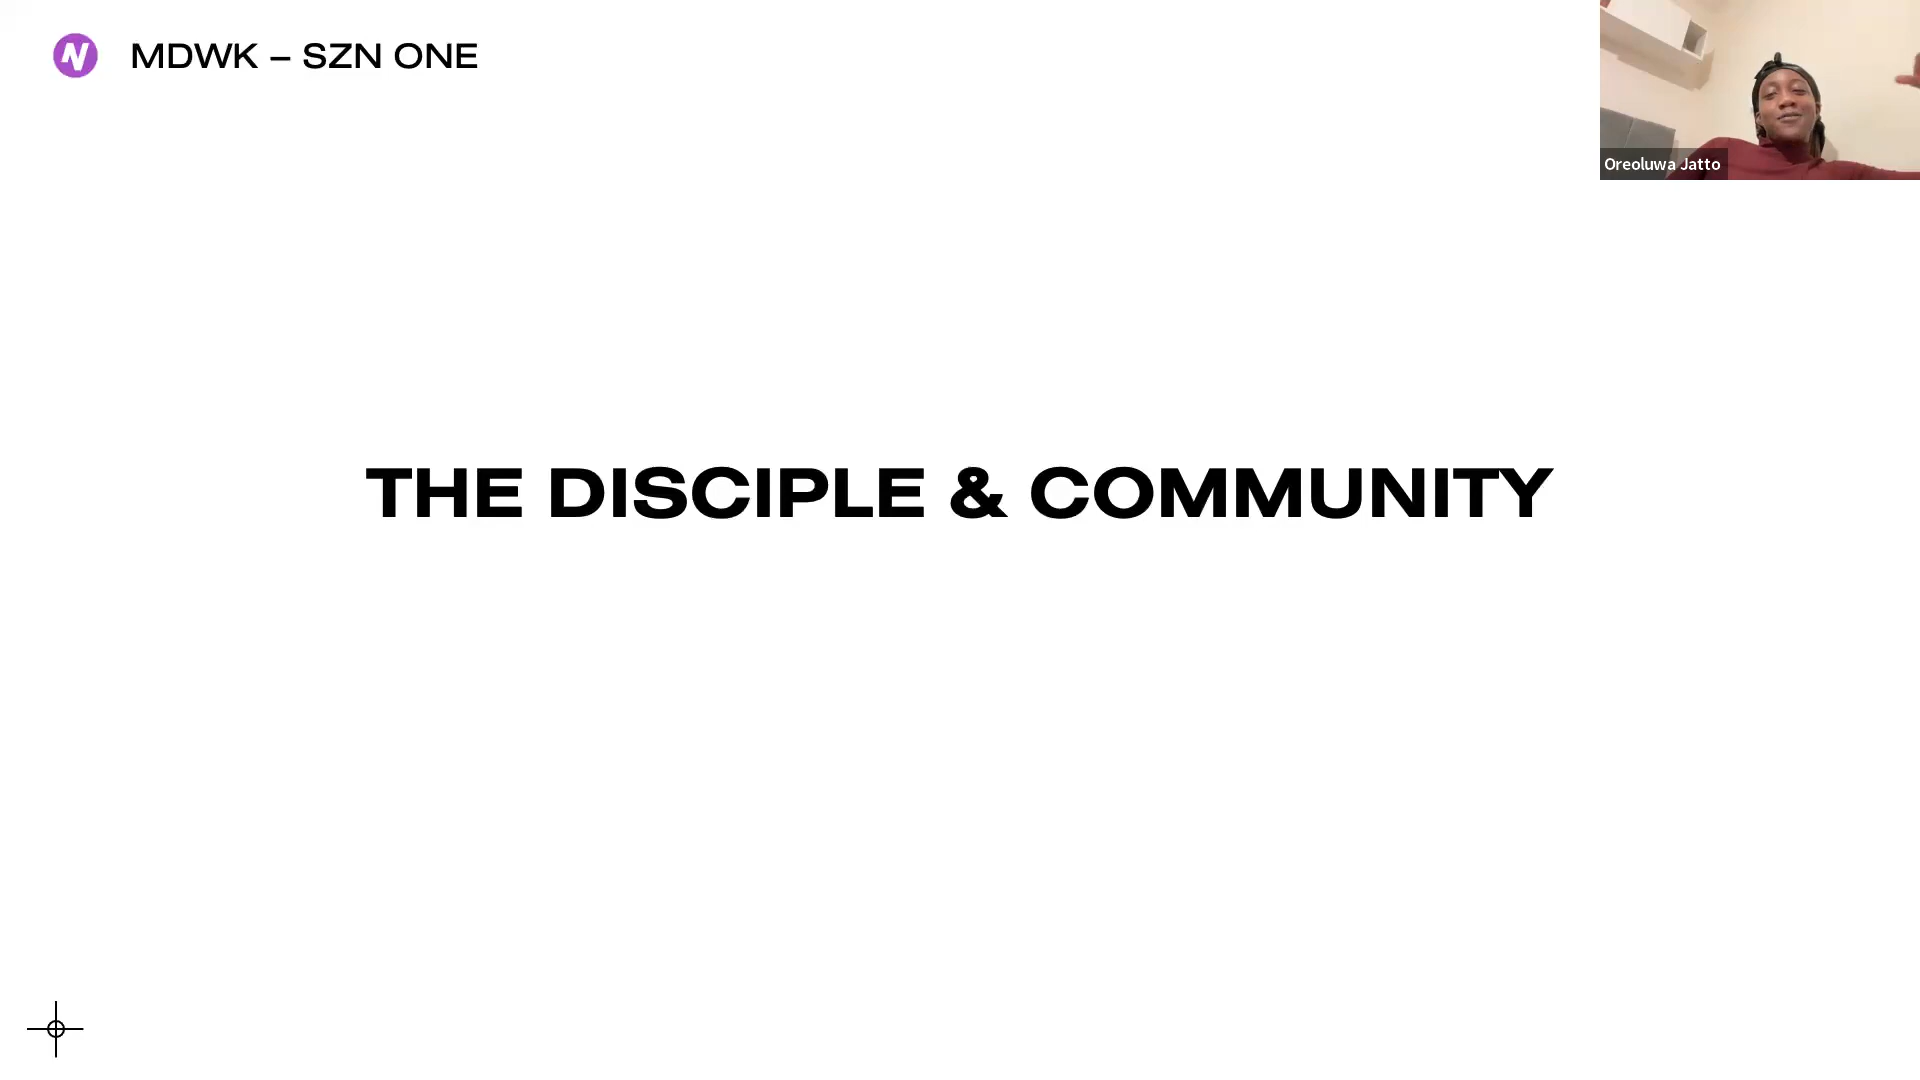 N
MDWK – SZN ONE
Oreoluwa Jatto
THE DISCIPLE & COMMUNITY